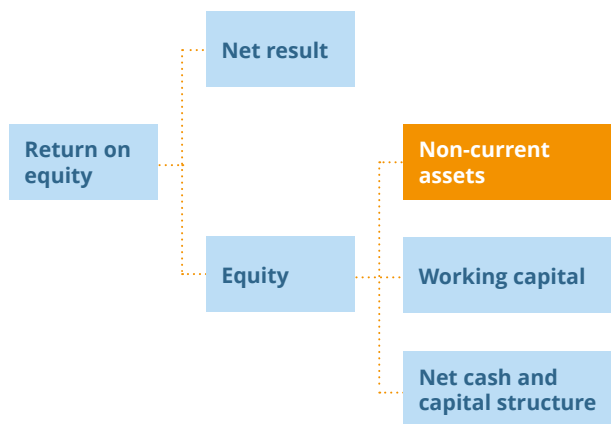 Net result
Return on
equity
Non-current
assets
Equity
Working capital
Net cash and
capital structure